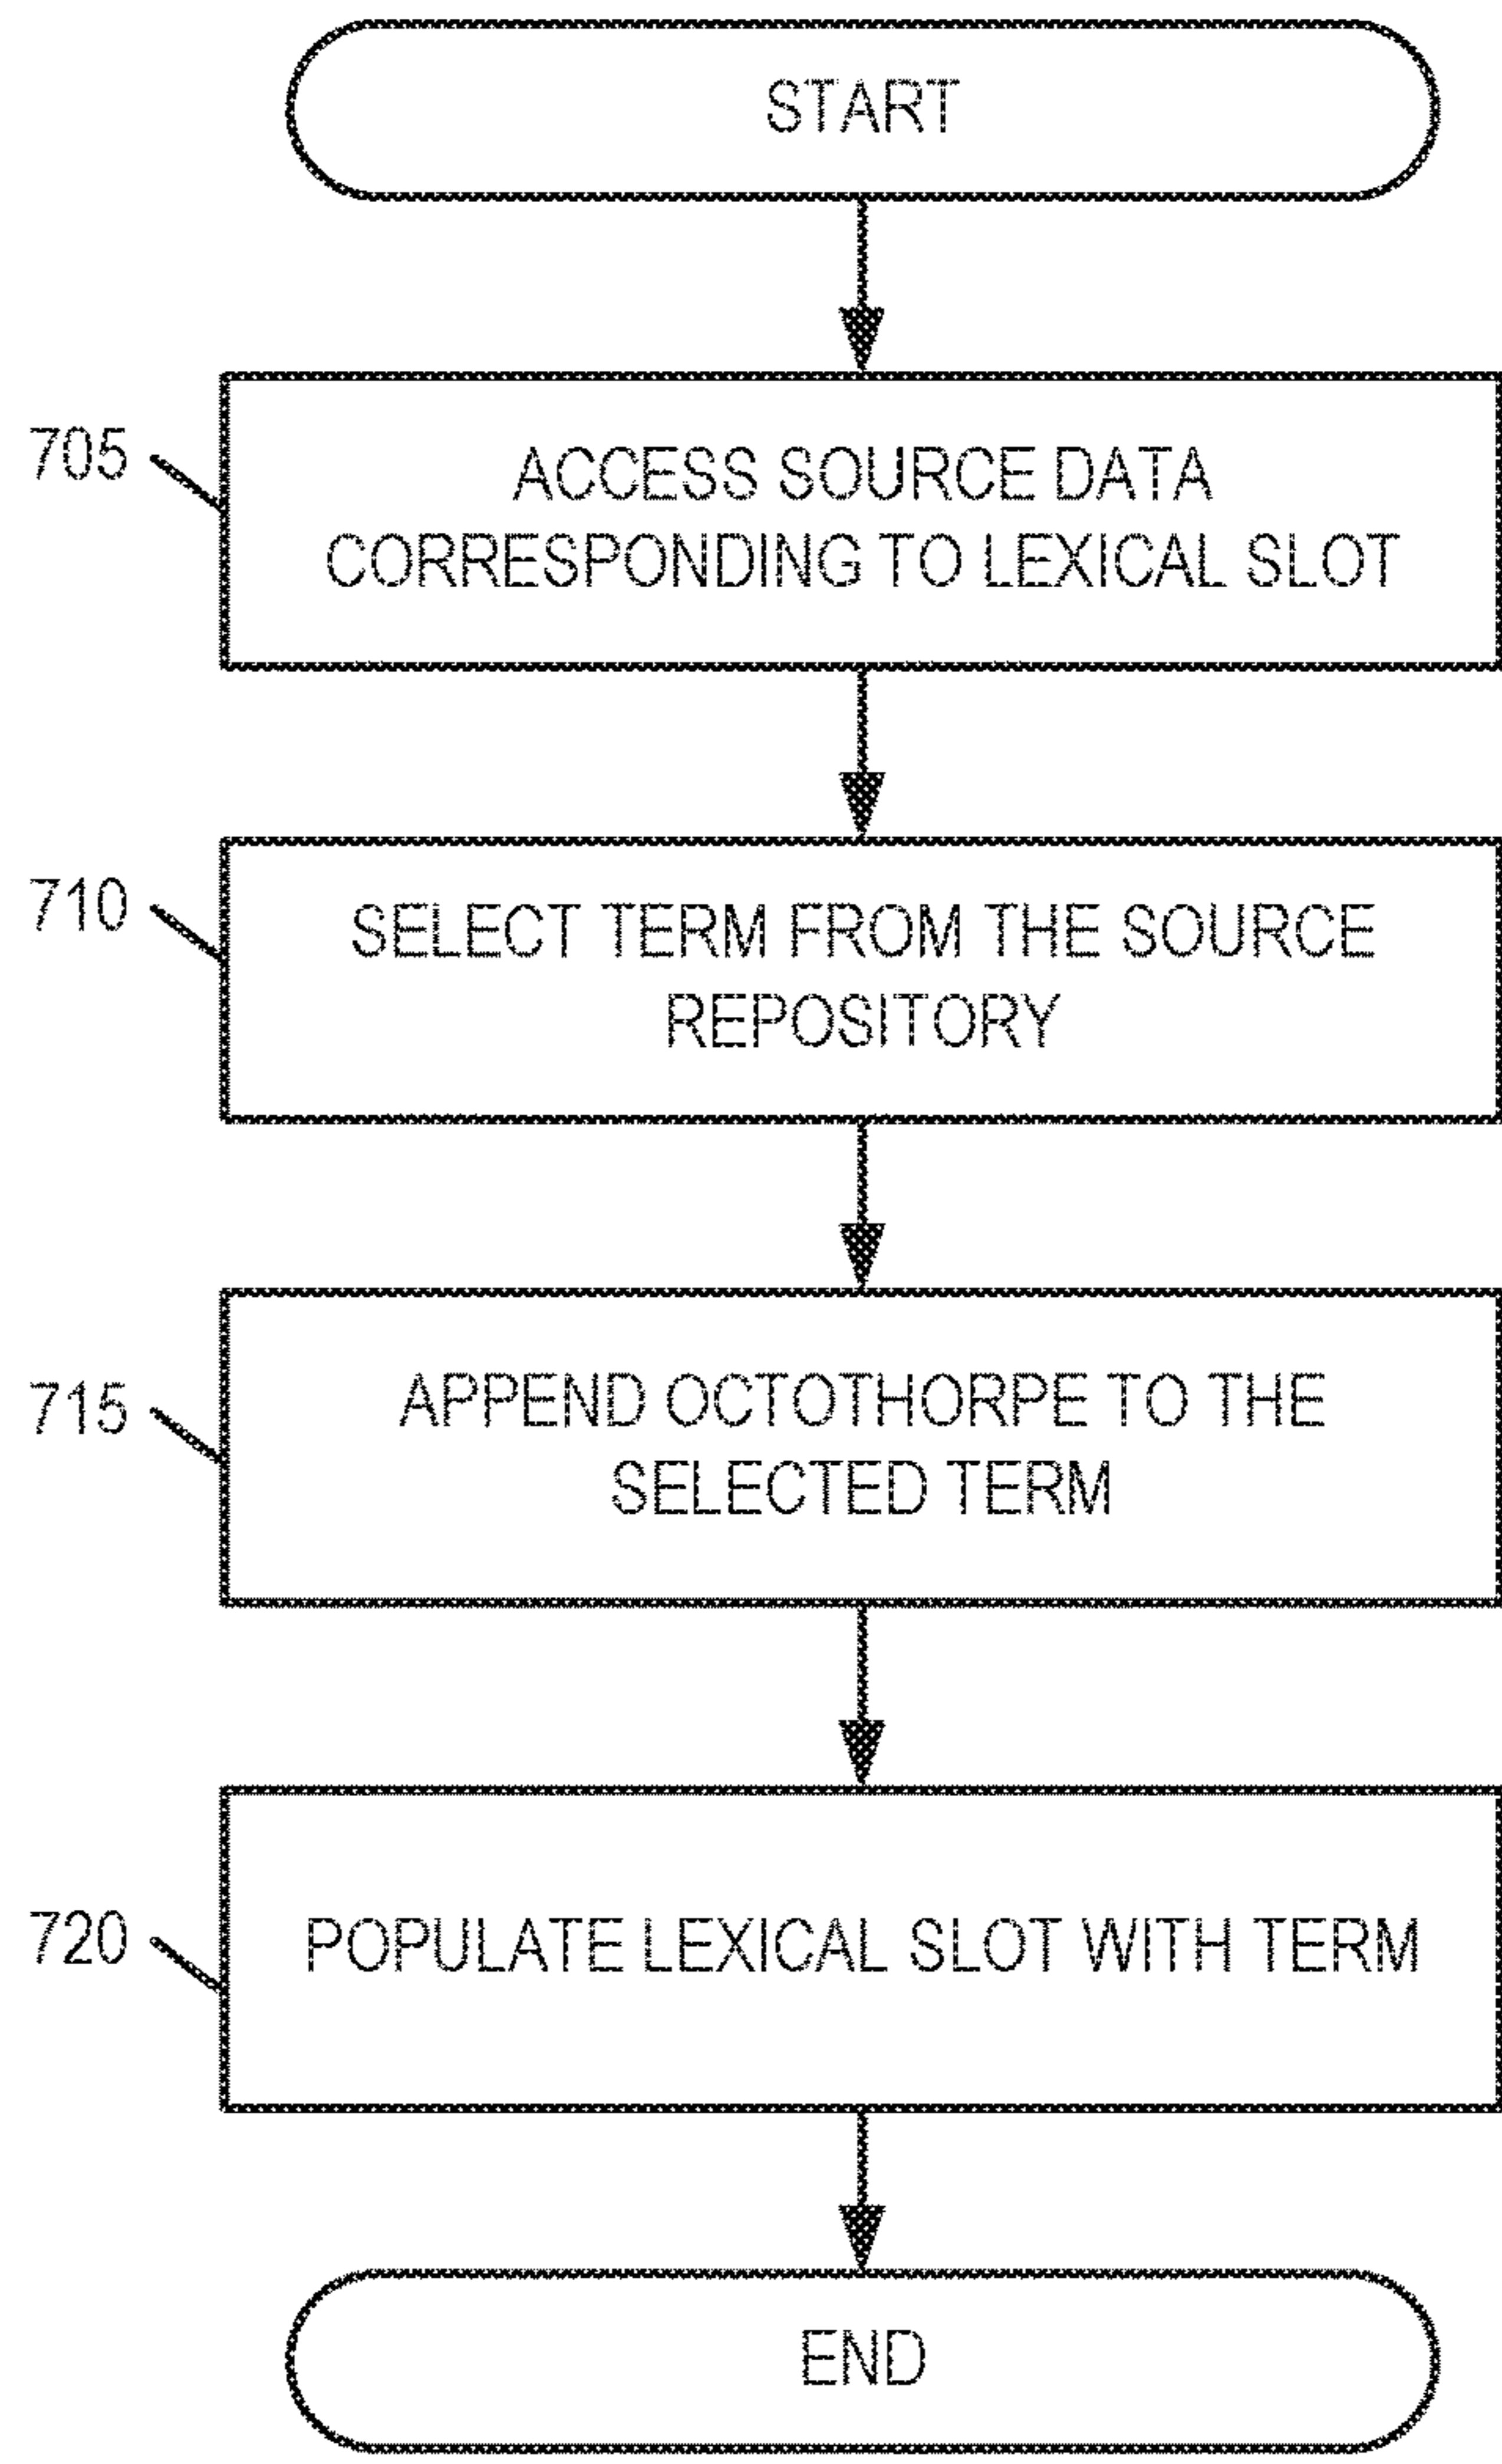 START
705
ACCESS SOURCE DATA
CORRESPONDING TO LEXICAL SLOT
710
SELECT TERM FROM THE SOURCE
REPOSITORY
715
APPEND OCTOTHORPE TO THE
SELECTED TERM
720
POPULATE LEXICAL SLOT WITH TERM
END